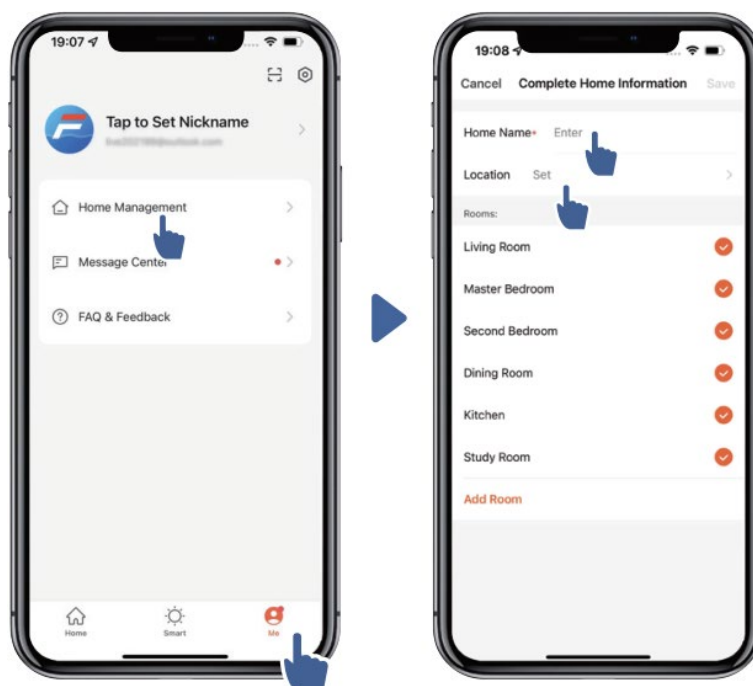 19:07
Tap to Set Nickname
Home Management
Message Center
FAQ & Feedback
Home
Smart
Me
19:08
Cancel Complete Home Information Save
Home Name* Enter
Location Set
Rooms:
Living Room
Master Bedroom
Second Bedroom
Dining Room
Kitchen
Study Room
Add Room